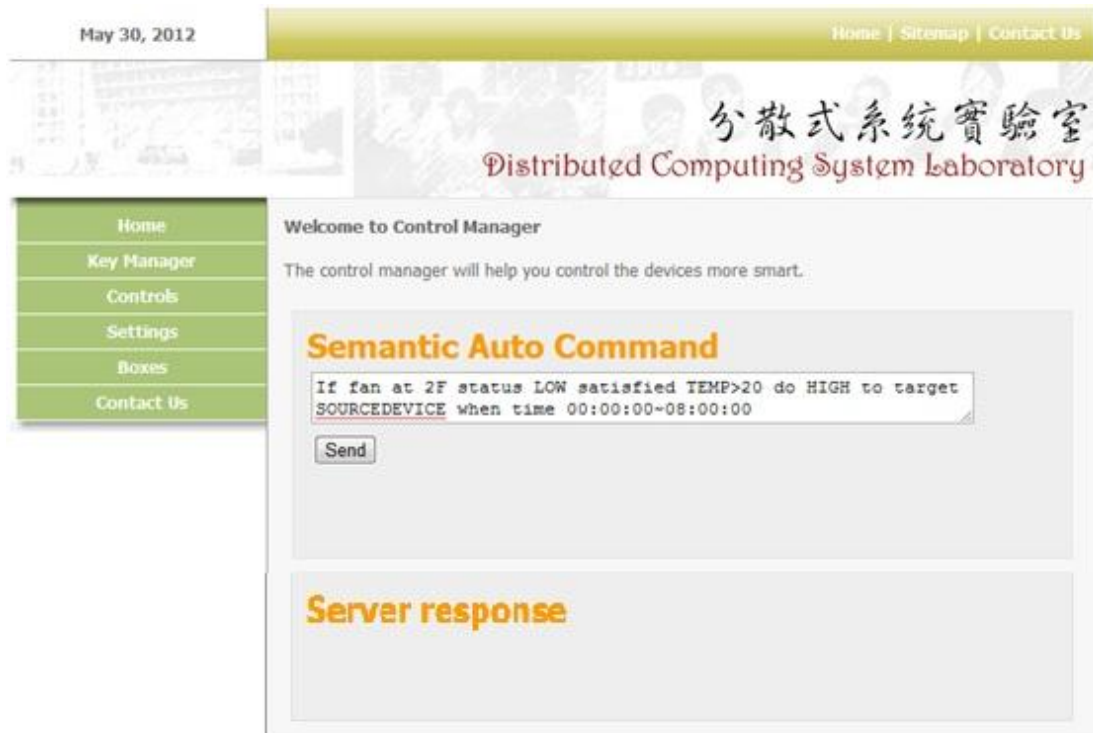 May 30, 2012
Home | Sitemap | Contact Us
分散式系統實驗室
Distributed Computing System Laboratory
Home
Key Manager
Controls
Settings
Boxes
Contact Us
Welcome to Control Manager
The control manager will help you control the devices more smart.
Semantic Auto Command
If fan at 2F status LOW satisfied TEMP>20 do HIGH to target
SOURCEDEVICE when time 00:00:00~08:00:00
Send
Server response